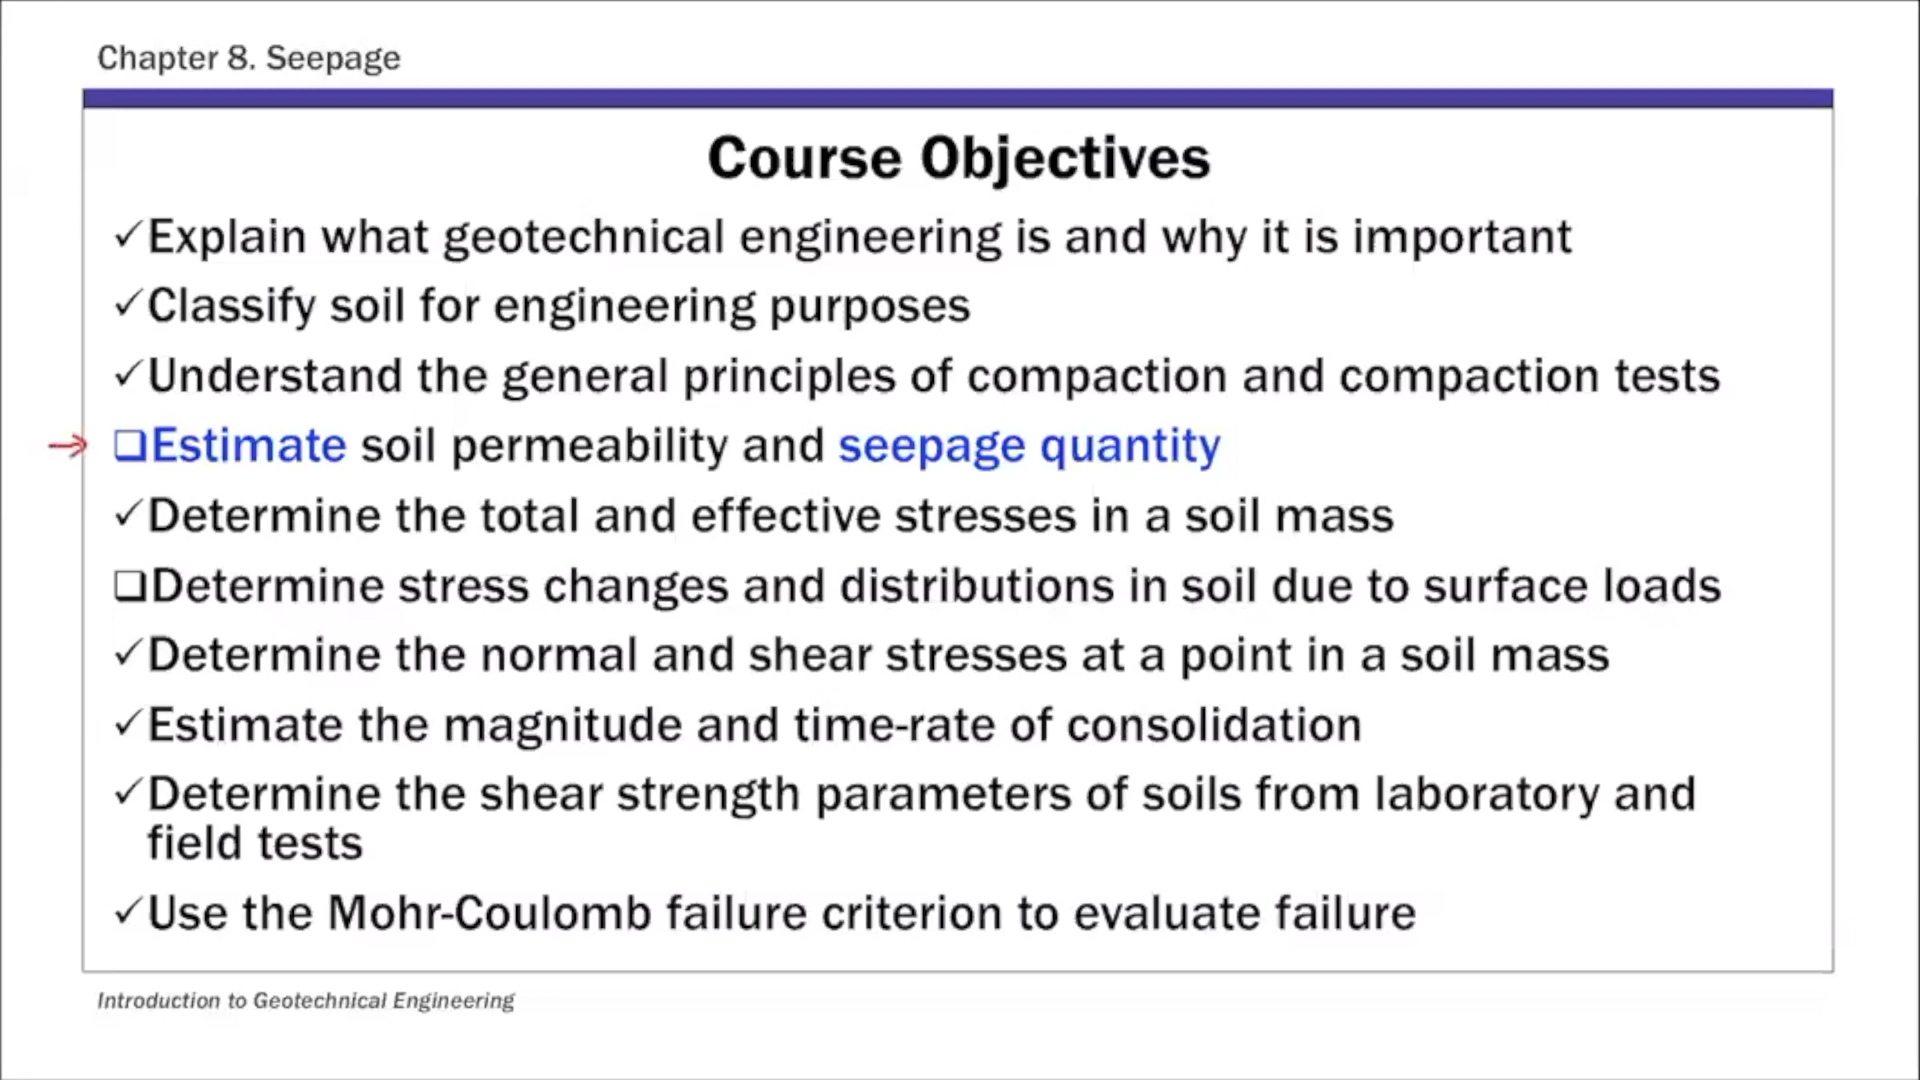 Chapter 8. Seepage
Course Objectives
✓Explain what geotechnical engineering is and why it is important
✓Classify soil for engineering purposes
✓Understand the general principles of compaction and compaction tests
→ ❑Estimate soil permeability and seepage quantity
✓Determine the total and effective stresses in a soil mass
❑Determine stress changes and distributions in soil due to surface loads
✓Determine the normal and shear stresses at a point in a soil mass
✓Estimate the magnitude and time-rate of consolidation
✓Determine the shear strength parameters of soils from laboratory and
field tests
✓Use the Mohr-Coulomb failure criterion to evaluate failure
Introduction to Geotechnical Engineering